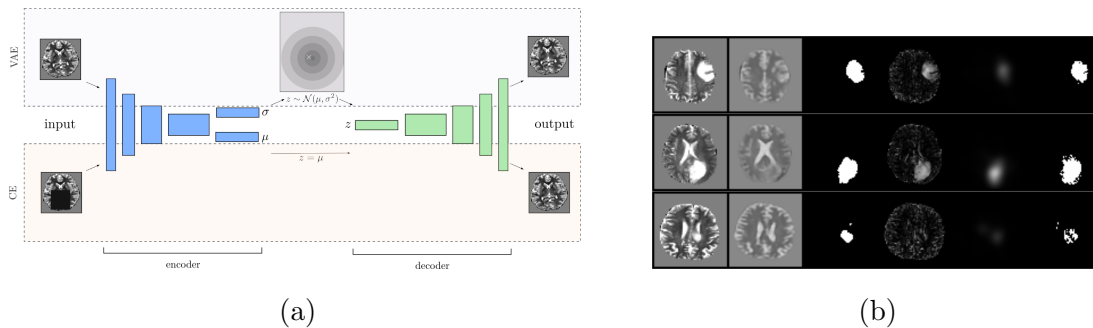 VAE
input
σ
μ
z ∼ N(μ, σ²)
z = μ
z
output
CE
encoder
decoder
(a)
(b)